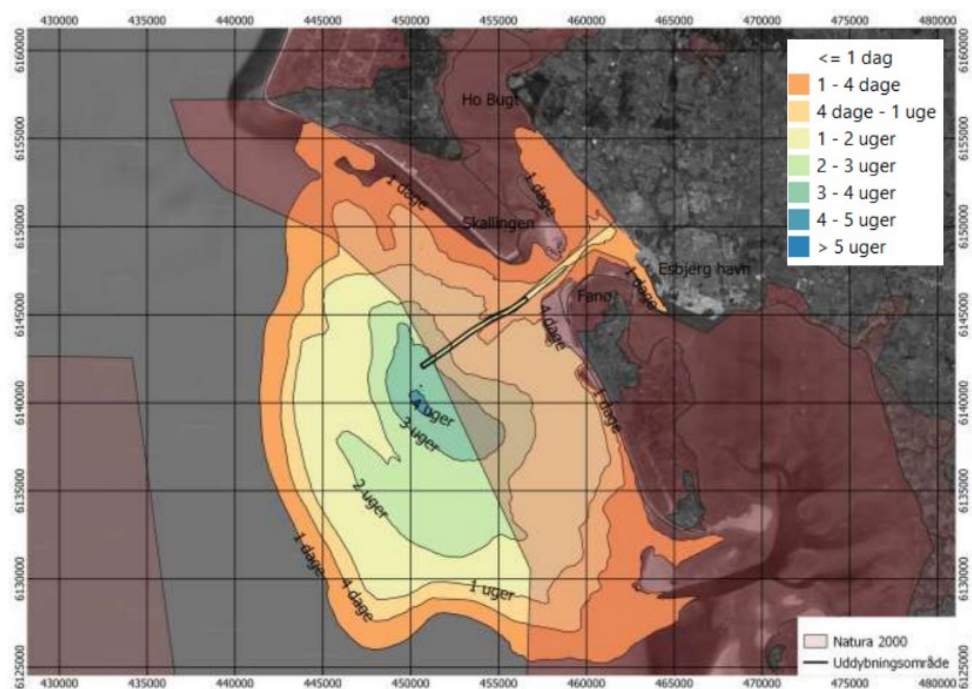 430000 435000 440000 445000 450000 455000 460000 465000 470000 475000 480000
6160000
6160000
<= 1 dag
1 - 4 dage
4 dage - 1 uge
1 - 2 uger
2 - 3 uger
3 - 4 uger
4 - 5 uger
> 5 uger
Ho Bugt
6155000
6155000
1 dage
1 dage
Skallingen
6150000
6150000
Esbjerg havn
1 dage
Fanø
6145000
6145000
4 dage
1 dage
6140000
6140000
4 uger
3 uger
2 uger
6135000
6135000
1 dage
4 dage
1 uger
6130000
6130000
Natura 2000
Uddybningsområde
6125000
6125000
430000 435000 440000 445000 450000 455000 460000 465000 470000 475000 480000